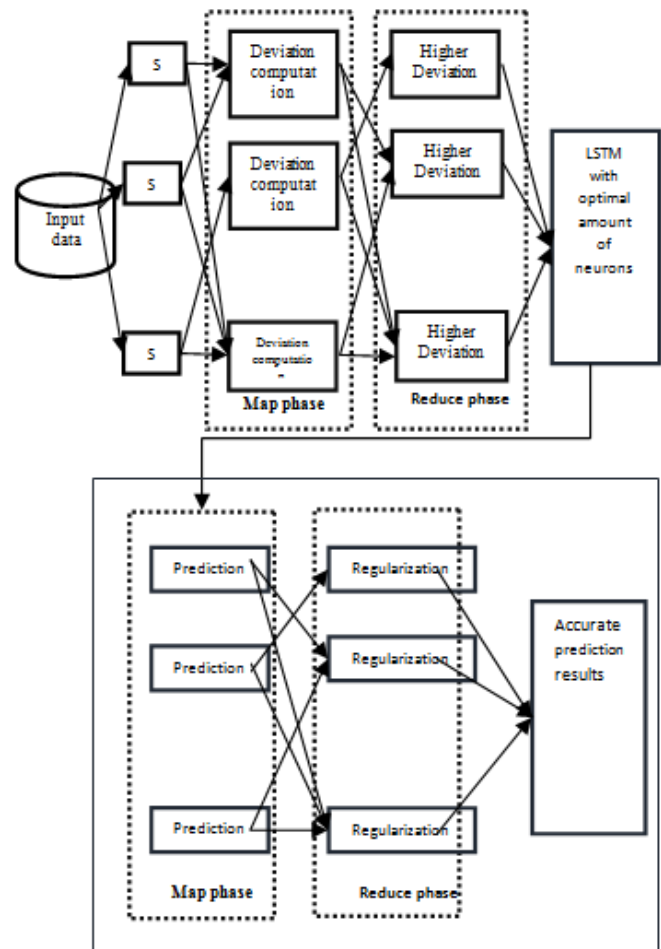 S
Deviation
computat
ion
Higher
Deviation
S
Deviation
computat
ion
Higher
Deviation
LSTM
with
optimal
amount
of
neurons
Input
data
S
Deviation
computatio
Higher
Deviation
Map phase
Reduce phase
Prediction
Regularization
Prediction
Regularization
Accurate
prediction
results
Prediction
Regularization
Map phase
Reduce phase